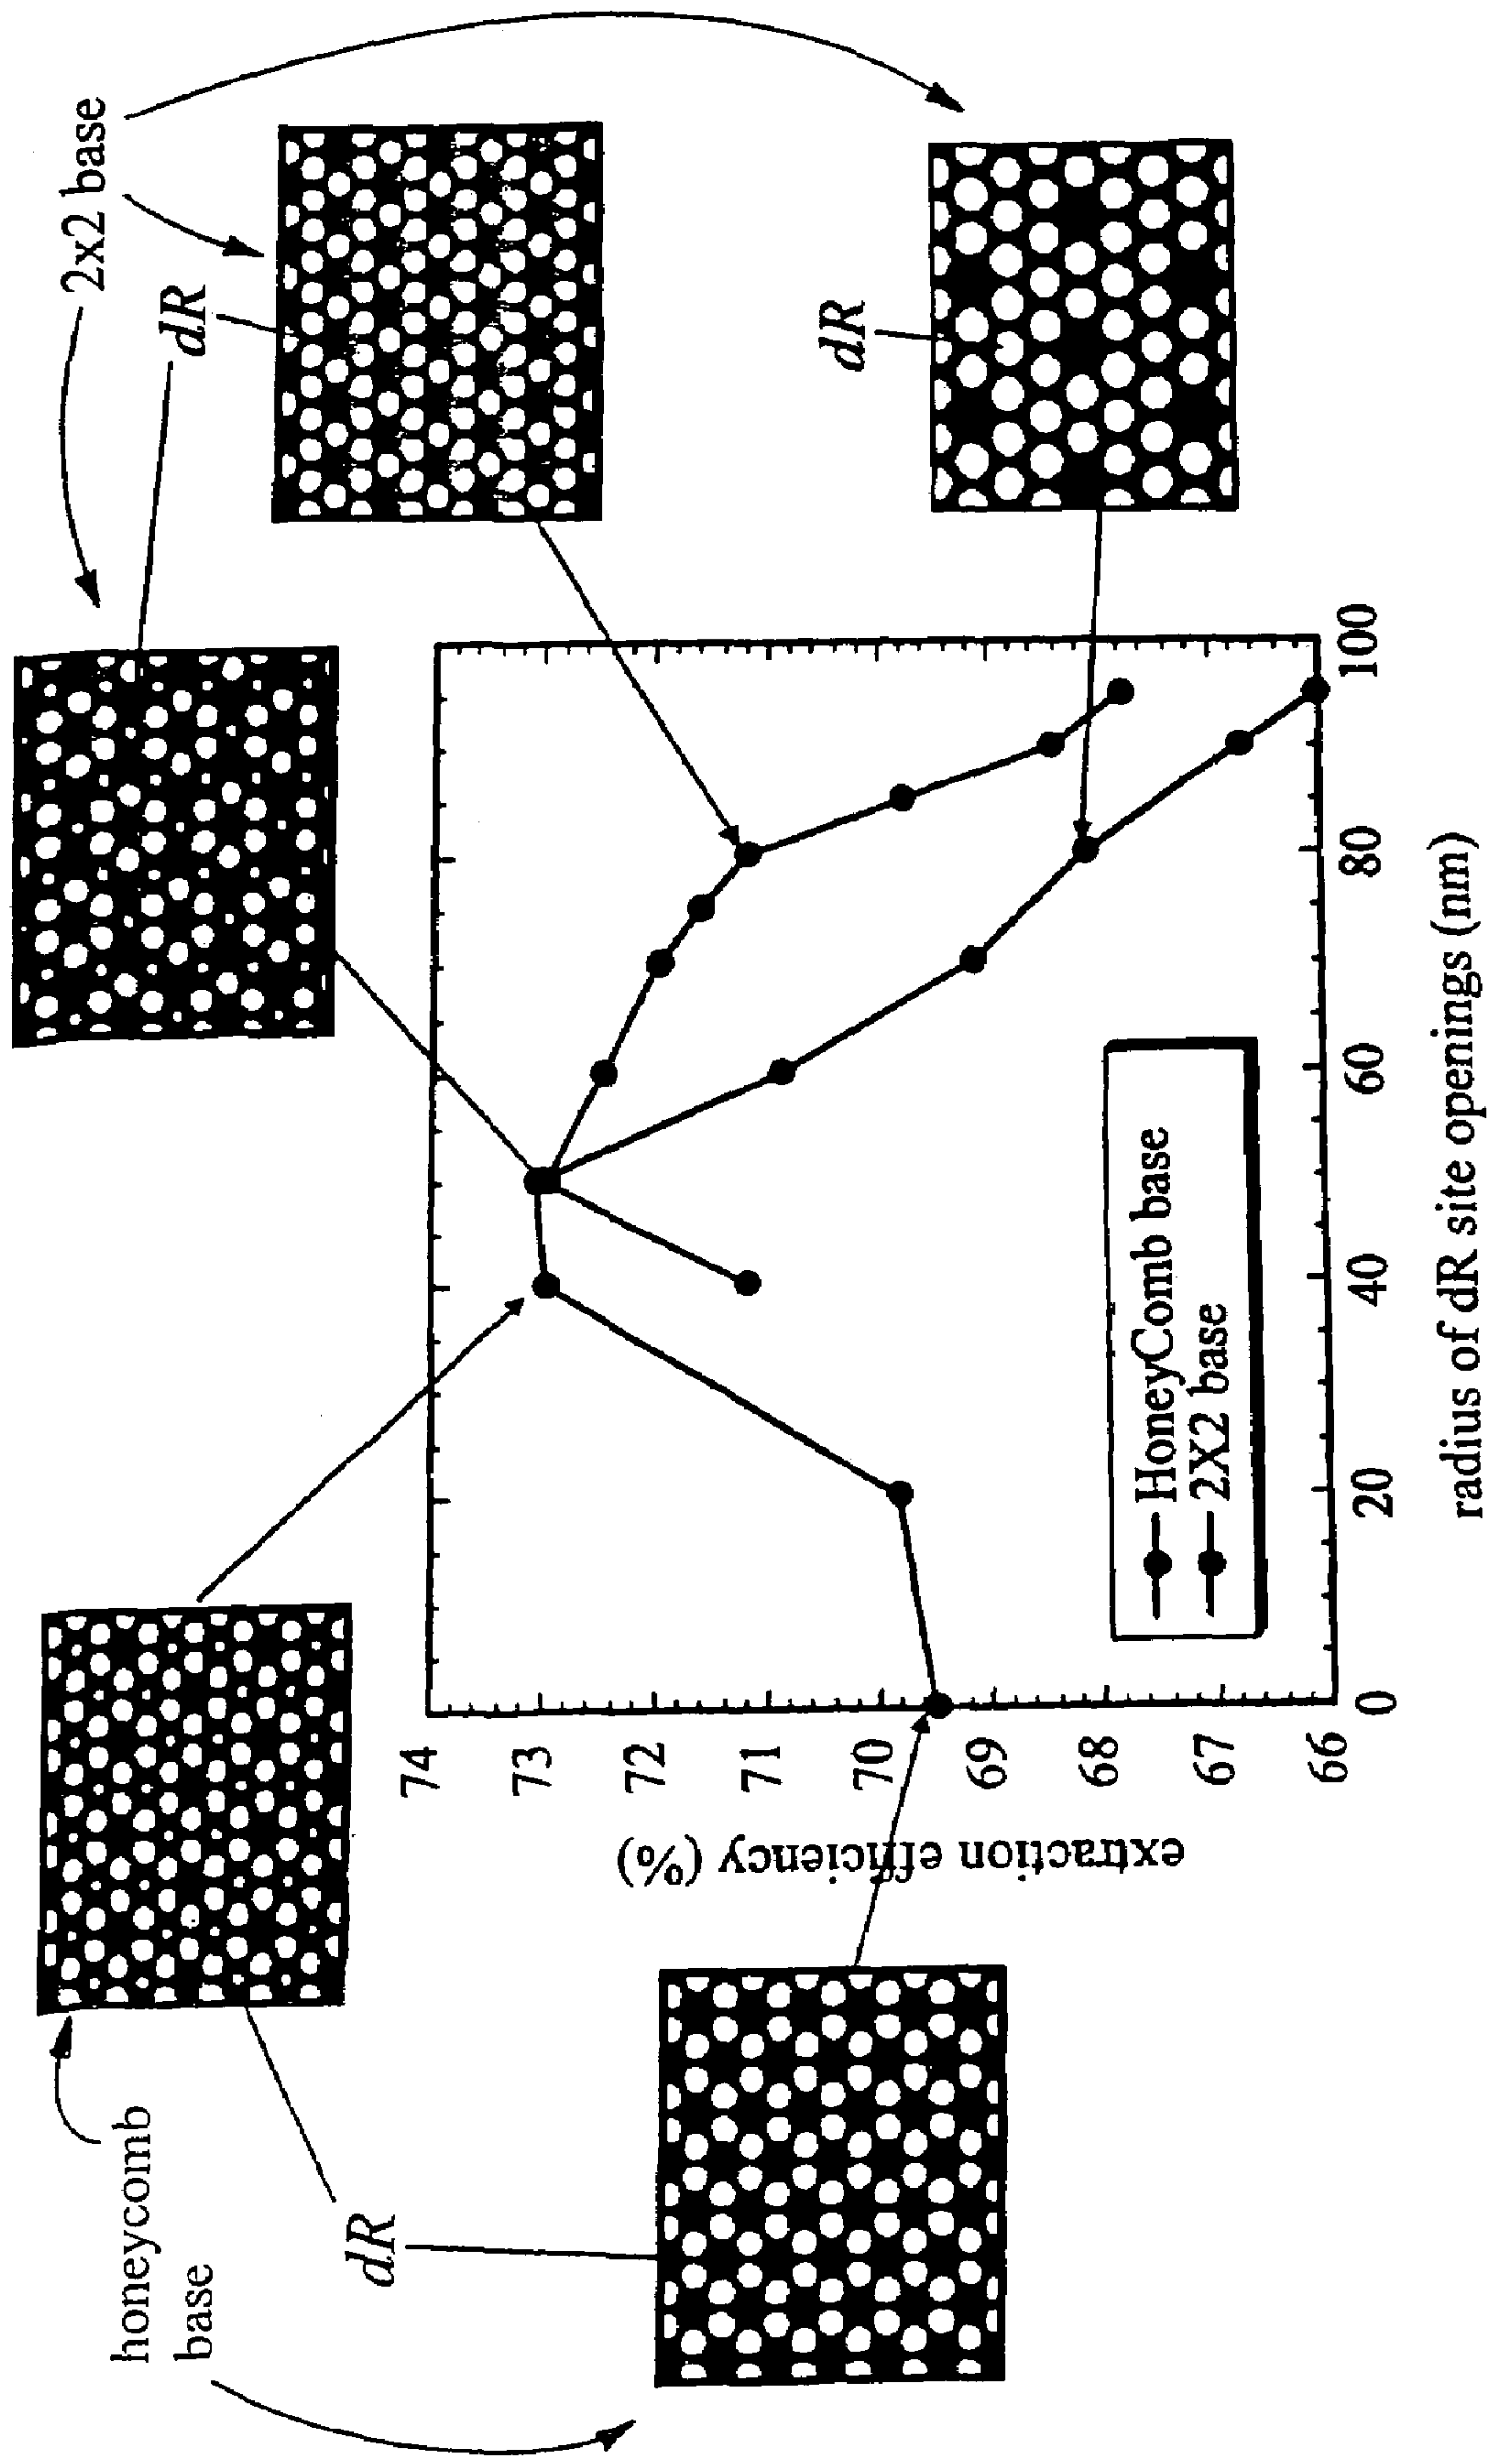 honeycomb
base
dR
2x2 base
dR
dR
extraction efficiency (%)
74
73
72
71
70
69
68
67
66
0
20
40
60
80
100
HoneyComb base
2X2 base
radius of dR site openings (nm)